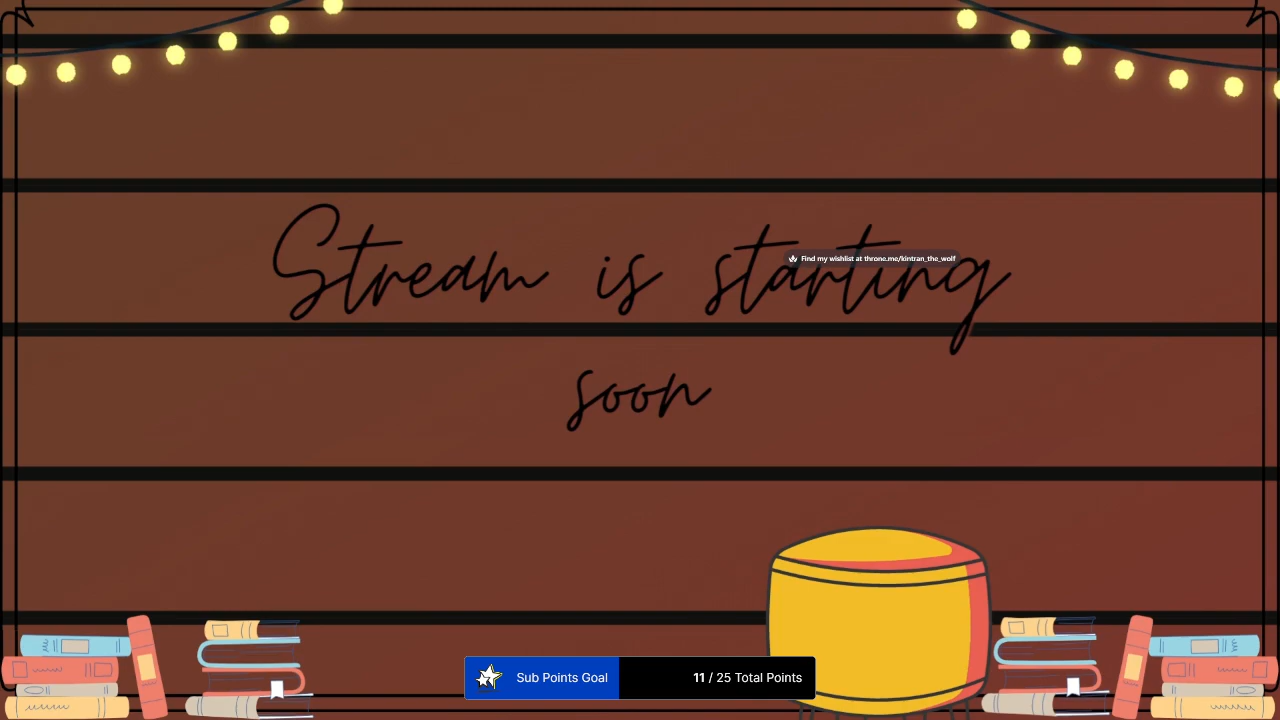 Stream is starting
Find my wishlist at throne.me/kintran_the_wolf
soon
Sub Points Goal
11 / 25 Total Points